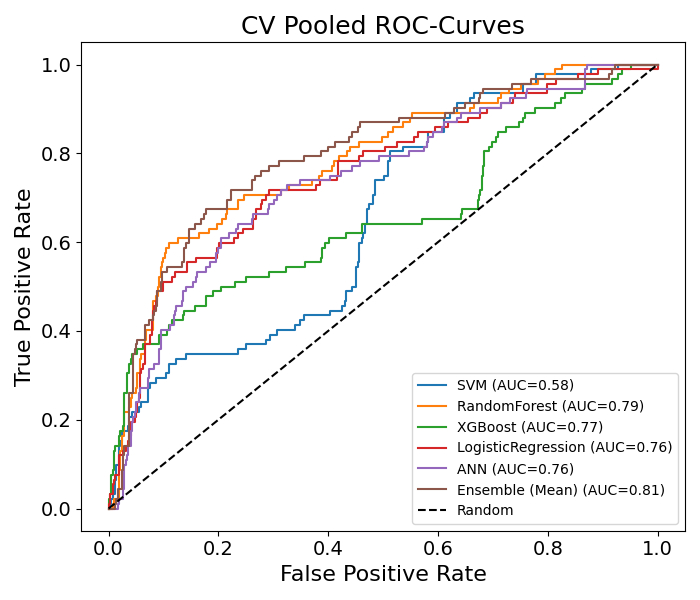 CV Pooled ROC-Curves
True Positive Rate
1.0
0.8
0.6
0.4
0.2
0.0
SVM (AUC=0.58)
RandomForest (AUC=0.79)
XGBoost (AUC=0.77)
LogisticRegression (AUC=0.76)
ANN (AUC=0.76)
Ensemble (Mean) (AUC=0.81)
Random
0.0 0.2 0.4 0.6 0.8 1.0
False Positive Rate